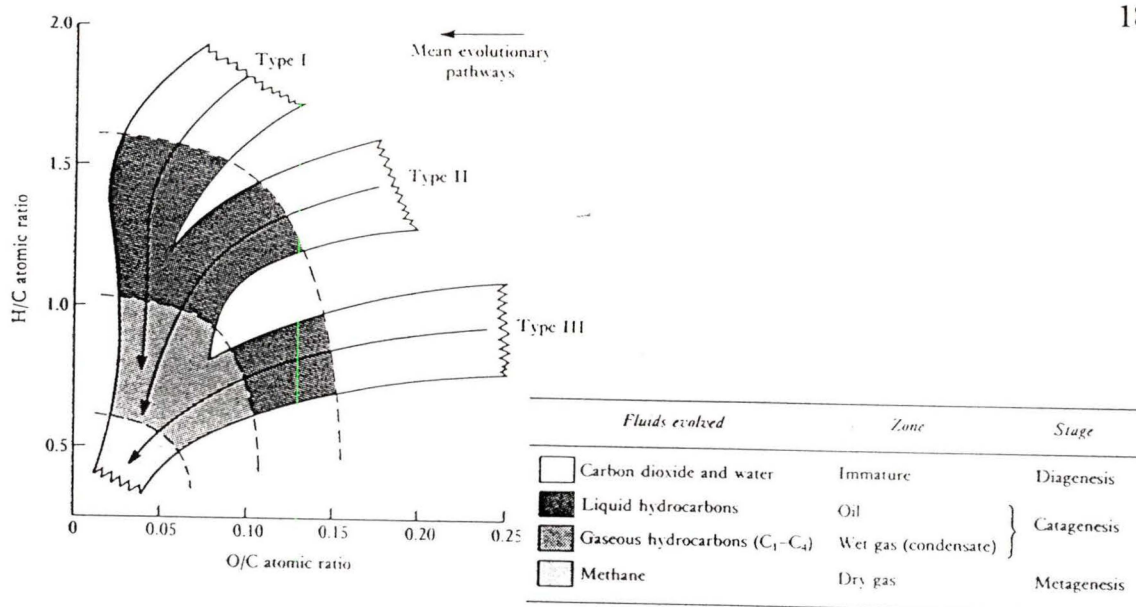 18
2.0
Type I
Mean evolutionary
pathways
1.5
Type II
H/C atomic ratio
1.0
Type III
0.5
0
0.05
0.10
0.15
0.20
0.25
O/C atomic ratio
Fluids evolved Zone Stage
Carbon dioxide and water Immature Diagenesis
Liquid hydrocarbons Oil
Catagenesis
Gaseous hydrocarbons (C₁–C₄) Wet gas (condensate)
Methane Dry gas Metagenesis